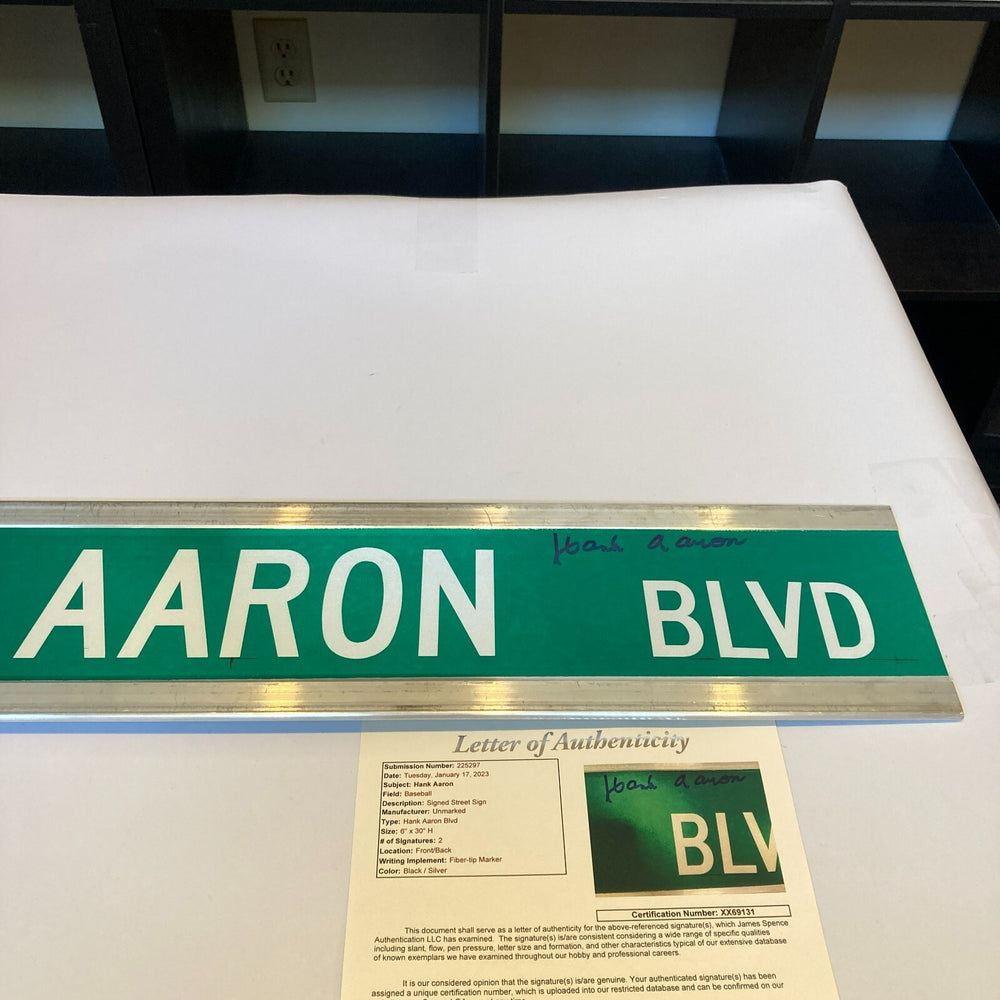 Hank Aaron
AARON BLVD
Letter of Authenticity
Submission Number: 225297
Date: Tuesday, January 17, 2023
Subject: Hank Aaron
Field: Baseball
Description: Signed Street Sign
Manufacturer: Unmarked
Type: Hank Aaron Blvd
Size: 6" x 30" H
# of Signatures: 2
Location: Front/Back
Writing Implement: Fiber-tip Marker
Color: Black / Silver
Hank Aaron
BLV
Certification Number: XX69131
This document shall serve as a letter of authenticity for the above-referenced signature(s), which James Spence
Authentication LLC has examined. The signature(s) is/are consistent considering a wide range of specific qualities
including slant, flow, pen pressure, letter size and formation, and other characteristics typical of our extensive database
of known exemplars we have examined throughout our hobby and professional careers.
It is our considered opinion that the signature(s) is/are genuine. Your authenticated signature(s) has been
assigned a unique certification number, which is uploaded into our restricted database and can be confirmed on our